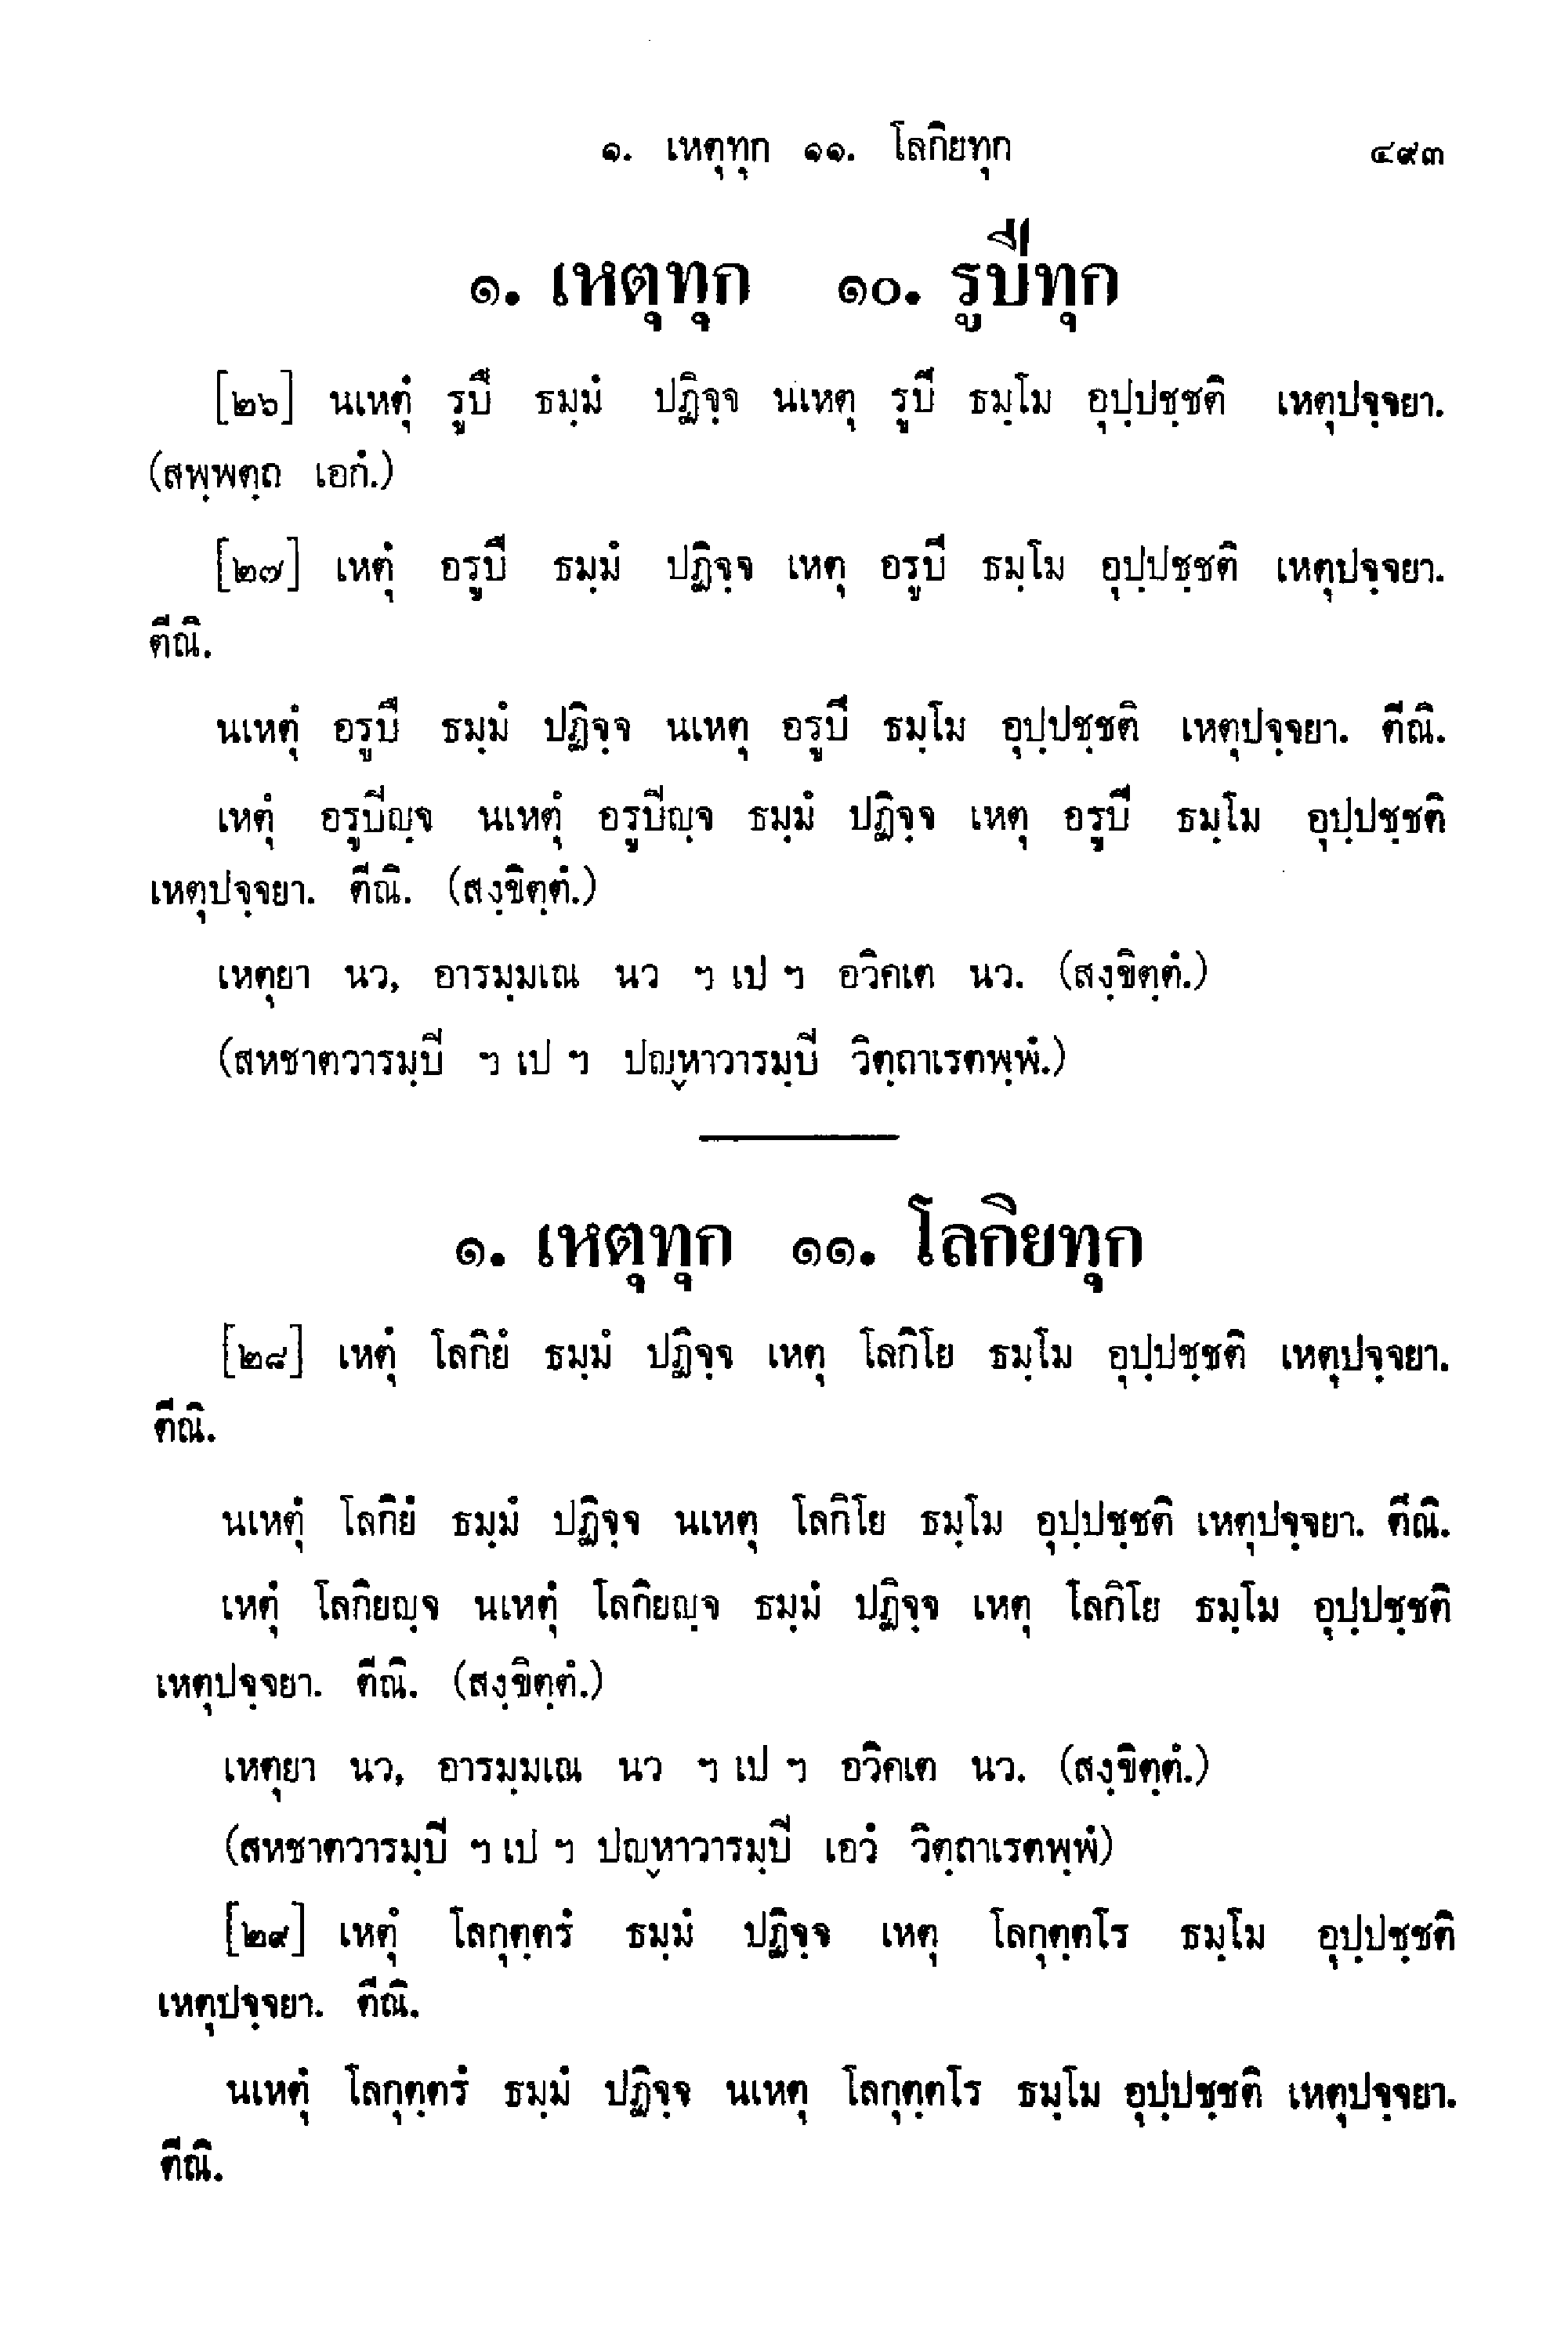 ๑. เหตุทุก ๑๑. โลกิยทุก ๔๙๓
๑. เหตุทุก ๑๐. รูปีทุก
[๒๖] นเหตุํ รูปึ ธมฺมํ ปฏิจฺจ นเหตุ รูปี ธมฺโม อุปฺปชฺชติ เหตุปจฺจยา.
(สพฺพตฺถ เอกํ.)
[๒๗] เหตุํ อรูปึ ธมฺมํ ปฏิจฺจ เหตุ อรูปี ธมฺโม อุปฺปชฺชติ เหตุปจฺจยา.
ตีณิ.
นเหตุํ อรูปึ ธมฺมํ ปฏิจฺจ นเหตุ อรูปี ธมฺโม อุปฺปชฺชติ เหตุปจฺจยา. ตีณิ.
เหตุํ อรูปีญฺจ นเหตุํ อรูปีญฺจ ธมฺมํ ปฏิจฺจ เหตุ อรูปี ธมฺโม อุปฺปชฺชติ
เหตุปจฺจยา. ตีณิ. (สงฺขิตฺตํ.)
เหตุยา นว, อารมฺมเณ นว ฯ เป ฯ อวิคเต นว. (สงฺขิตฺตํ.)
(สหชาตวารมฺปี ฯ เป ฯ ปญฺหาวารมฺปี วิตฺถาเรตพฺพํ.)
๑. เหตุทุก ๑๑. โลกิยทุก
[๒๘] เหตุํ โลกิยํ ธมฺมํ ปฏิจฺจ เหตุ โลกิโย ธมฺโม อุปฺปชฺชติ เหตุปจฺจยา.
ตีณิ.
นเหตุํ โลกิยํ ธมฺมํ ปฏิจฺจ นเหตุ โลกิโย ธมฺโม อุปฺปชฺชติ เหตุปจฺจยา. ตีณิ.
เหตุํ โลกิยญฺจ นเหตุํ โลกิยญฺจ ธมฺมํ ปฏิจฺจ เหตุ โลกิโย ธมฺโม อุปฺปชฺชติ
เหตุปจฺจยา. ตีณิ. (สงฺขิตฺตํ.)
เหตุยา นว, อารมฺมเณ นว ฯ เป ฯ อวิคเต นว. (สงฺขิตฺตํ.)
(สหชาตวารมฺปี ฯ เป ฯ ปญฺหาวารมฺปี เอวํ วิตฺถาเรตพฺพํ)
[๒๙] เหตุํ โลกุตฺตรํ ธมฺมํ ปฏิจฺจ เหตุ โลกุตฺตโร ธมฺโม อุปฺปชฺชติ
เหตุปจฺจยา. ตีณิ.
นเหตุํ โลกุตฺตรํ ธมฺมํ ปฏิจฺจ นเหตุ โลกุตฺตโร ธมฺโม อุปฺปชฺชติ เหตุปจฺจยา.
ตีณิ.